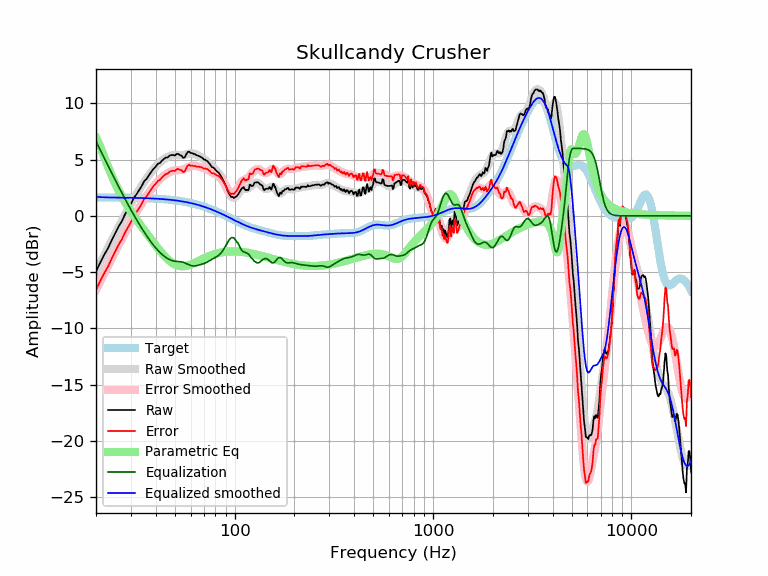 Skullcandy Crusher
10
5
0
−5
−10
−15
−20
−25
Amplitude (dBr)
Target
Raw Smoothed
Error Smoothed
Raw
Error
Parametric Eq
Equalization
Equalized smoothed
100
1000
10000
Frequency (Hz)